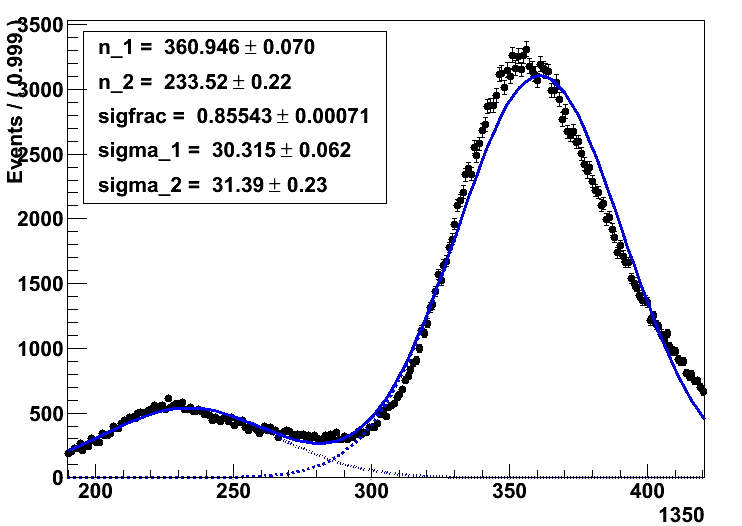 Events / ( 0.999 )
3500
3000
2500
2000
1500
1000
500
0
n_1 = 360.946 ± 0.070
n_2 = 233.52 ± 0.22
sigfrac = 0.85543 ± 0.00071
sigma_1 = 30.315 ± 0.062
sigma_2 = 31.39 ± 0.23
200 250 300 350 400
1350